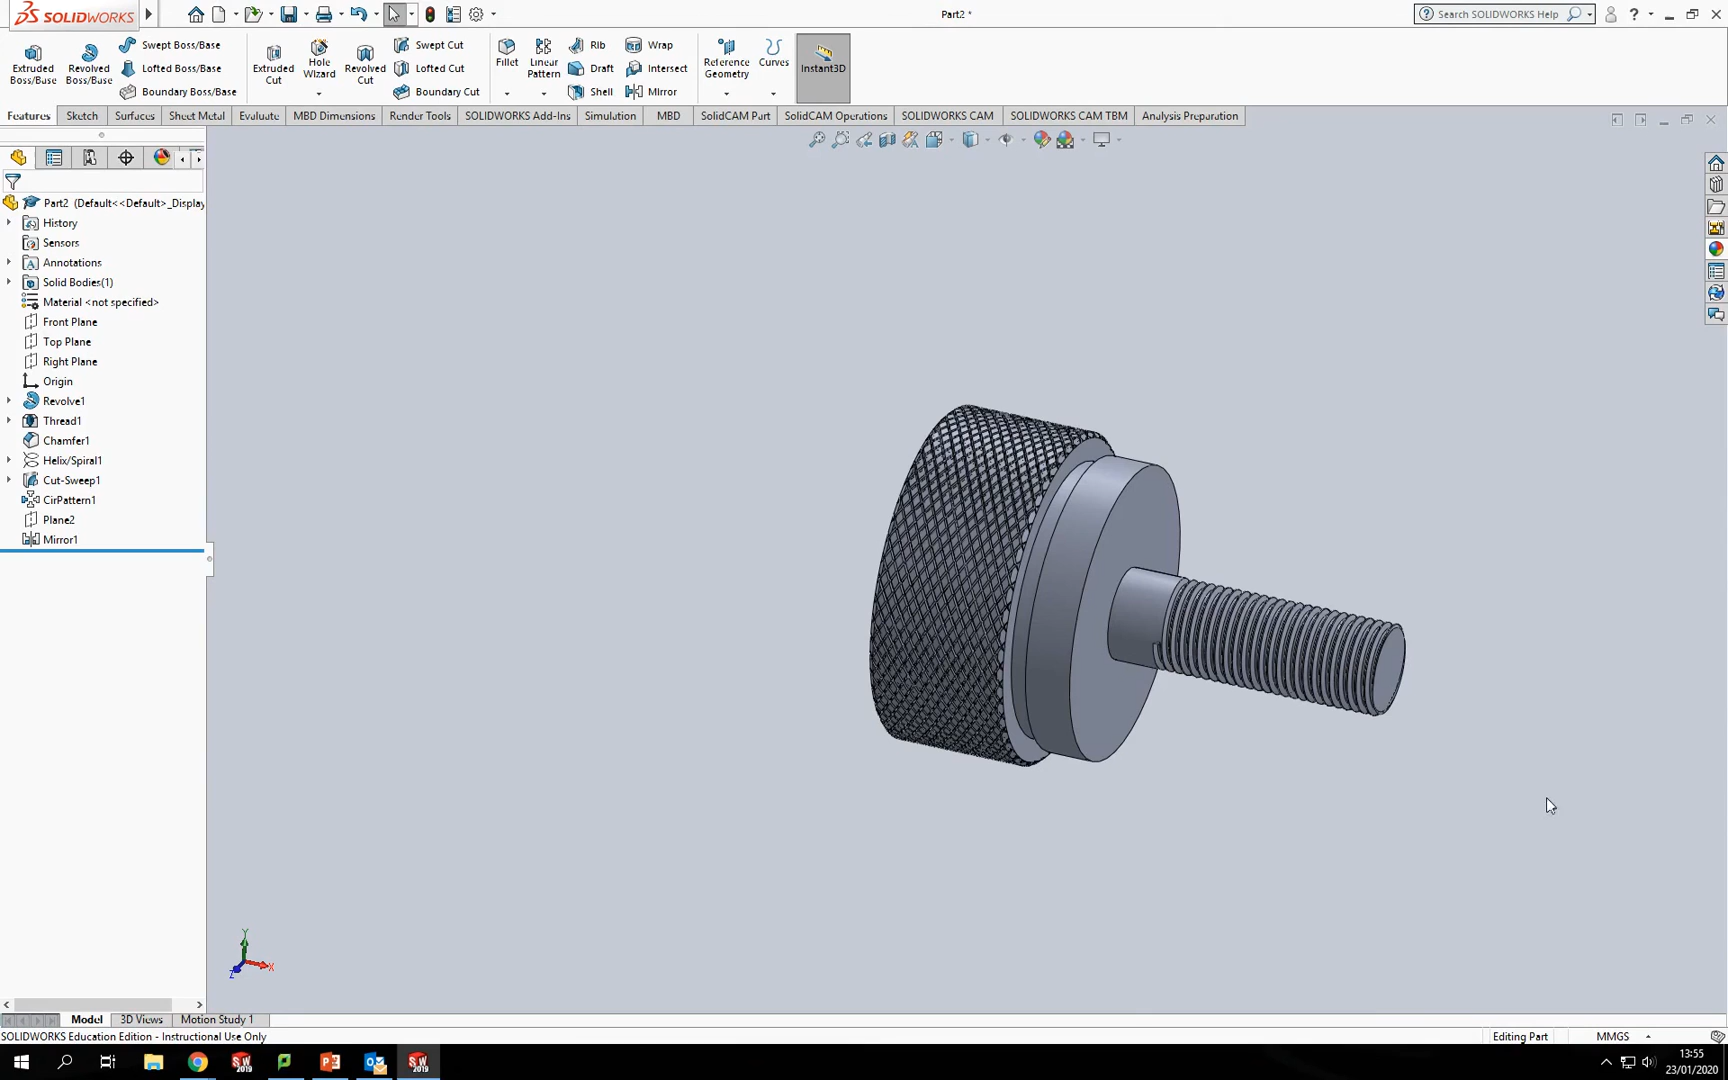 SOLIDWORKS
Part2 *
Search SOLIDWORKS Help
Extruded Boss/Base
Revolved Boss/Base
Swept Boss/Base
Lofted Boss/Base
Boundary Boss/Base
Extruded Cut
Hole Wizard
Revolved Cut
Swept Cut
Lofted Cut
Boundary Cut
Fillet
Linear Pattern
Rib
Draft
Shell
Wrap
Intersect
Mirror
Reference Geometry
Curves
Instant3D
Features Sketch Surfaces Sheet Metal Evaluate MBD Dimensions Render Tools SOLIDWORKS Add-Ins Simulation MBD SolidCAM Part SolidCAM Operations SOLIDWORKS CAM SOLIDWORKS CAM TBM Analysis Preparation
Part2 (Default<<Default>_Display
History
Sensors
Annotations
Solid Bodies(1)
Material <not specified>
Front Plane
Top Plane
Right Plane
Origin
Revolve1
Thread1
Chamfer1
Helix/Spiral1
Cut-Sweep1
CirPattern1
Plane2
Mirror1
Y
Z
X
Model 3D Views Motion Study 1
SOLIDWORKS Education Edition - Instructional Use Only
Editing Part
MMGS
13:55
23/01/2020